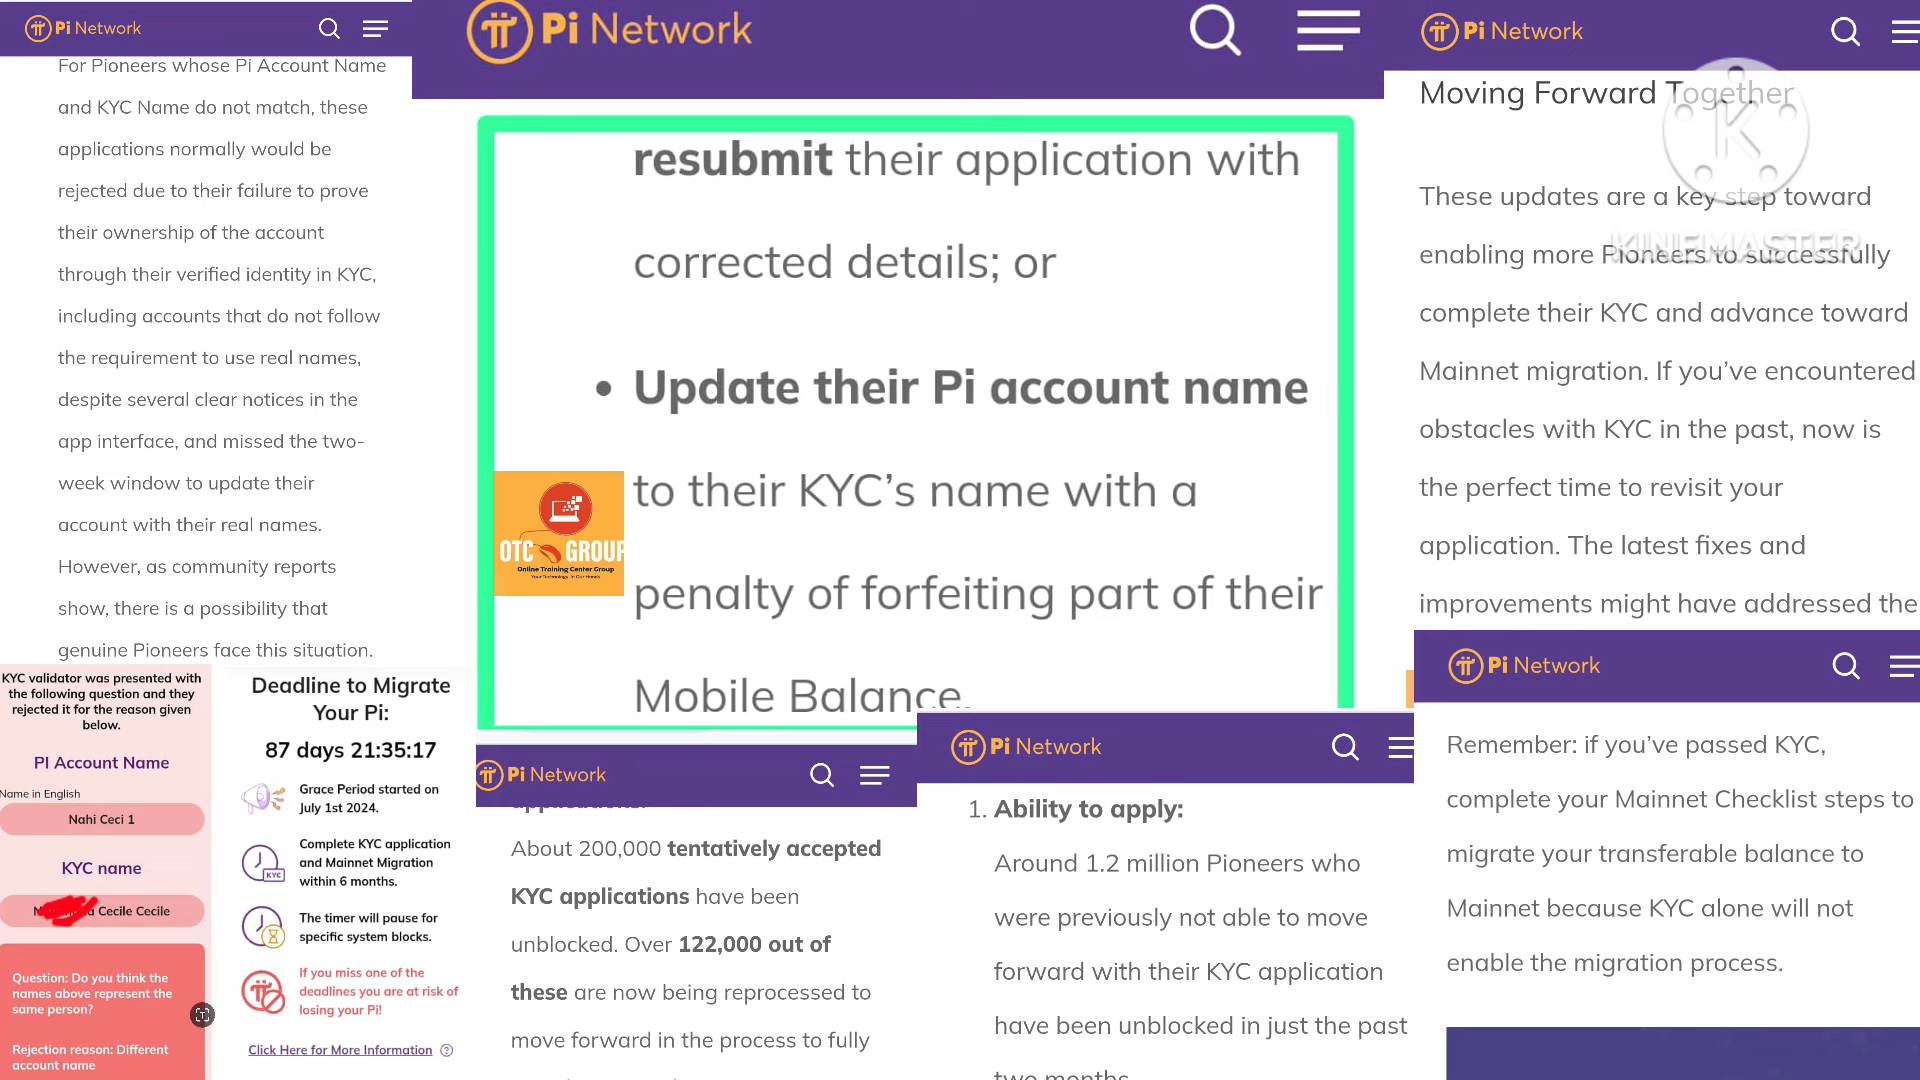 Pi Network
For Pioneers whose Pi Account Name
and KYC Name do not match, these
applications normally would be
rejected due to their failure to prove
their ownership of the account
through their verified identity in KYC,
including accounts that do not follow
the requirement to use real names,
despite several clear notices in the
app interface, and missed the two-
week window to update their
account with their real names.
However, as community reports
show, there is a possibility that
genuine Pioneers face this situation.
KYC validator was presented with
the following question and they
rejected it for the reason given
below.
PI Account Name
Name in English
Nahi Ceci 1
KYC name
Cecile Cecile
Question: Do you think the
names above represent the
same person?
Rejection reason: Different
account name
Deadline to Migrate
Your Pi:
87 days 21:35:17
Grace Period started on
July 1st 2024.
KYC
Complete KYC application
and Mainnet Migration
within 6 months.
The timer will pause for
specific system blocks.
If you miss one of the
deadlines you are at risk of
losing your Pi!
Click Here for More Information
Pi Network
resubmit their application with
corrected details; or
• Update their Pi account name
to their KYC's name with a
penalty of forfeiting part of their
Mobile Balance.
OTC GROUP
Online Training Center Group
Your Technology In Our Hands
Pi Network
applications.
About 200,000 tentatively accepted
KYC applications have been
unblocked. Over 122,000 out of
these are now being reprocessed to
move forward in the process to fully
Pi Network
1. Ability to apply:
Around 1.2 million Pioneers who
were previously not able to move
forward with their KYC application
have been unblocked in just the past
two months.
Pi Network
Moving Forward Together
These updates are a key step toward
enabling more Pioneers to successfully
complete their KYC and advance toward
Mainnet migration. If you've encountered
obstacles with KYC in the past, now is
the perfect time to revisit your
application. The latest fixes and
improvements might have addressed the
K
KINEMASTER
Pi Network
Remember: if you've passed KYC,
complete your Mainnet Checklist steps to
migrate your transferable balance to
Mainnet because KYC alone will not
enable the migration process.